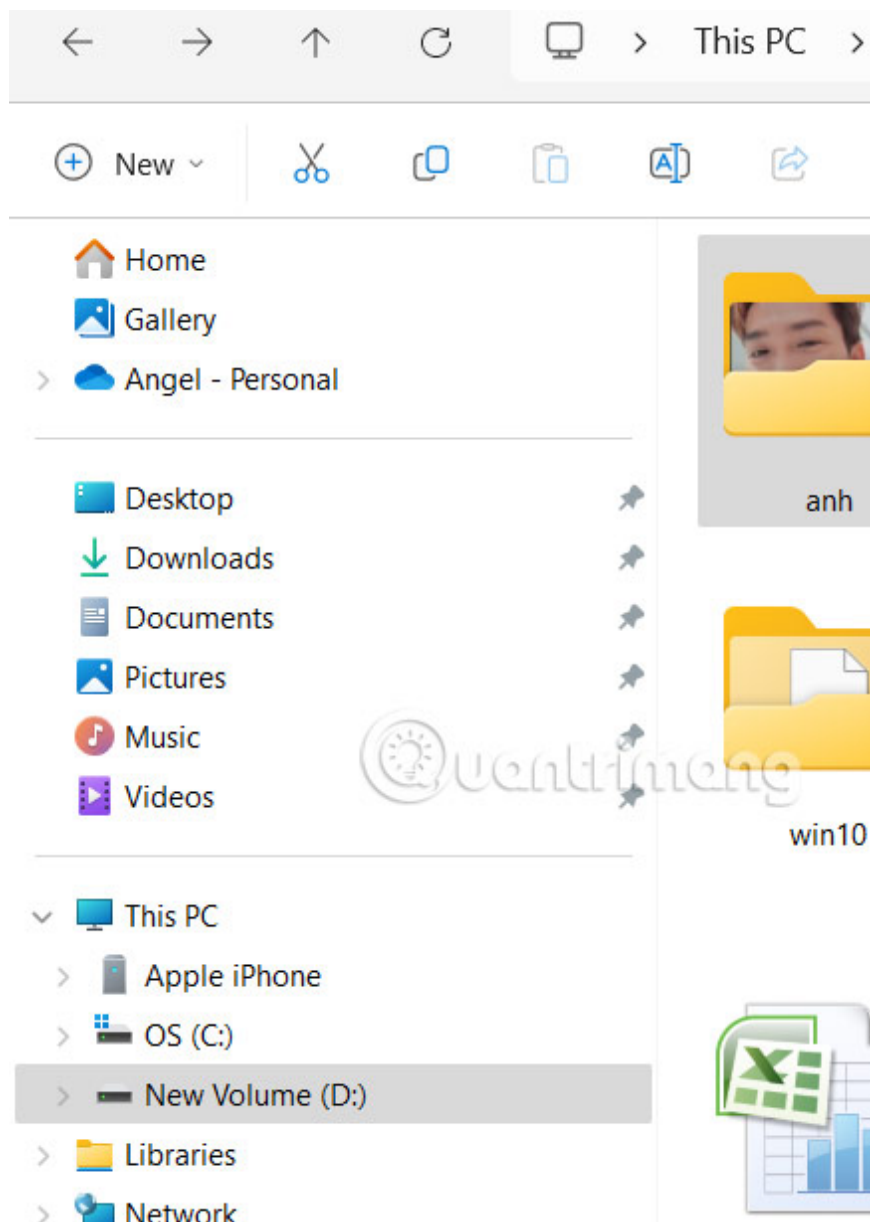 This PC
New
Home
Gallery
Angel - Personal
Desktop
Downloads
Documents
Pictures
Music
Videos
This PC
Apple iPhone
OS (C:)
New Volume (D:)
Libraries
Network
anh
win10
Quantrimang